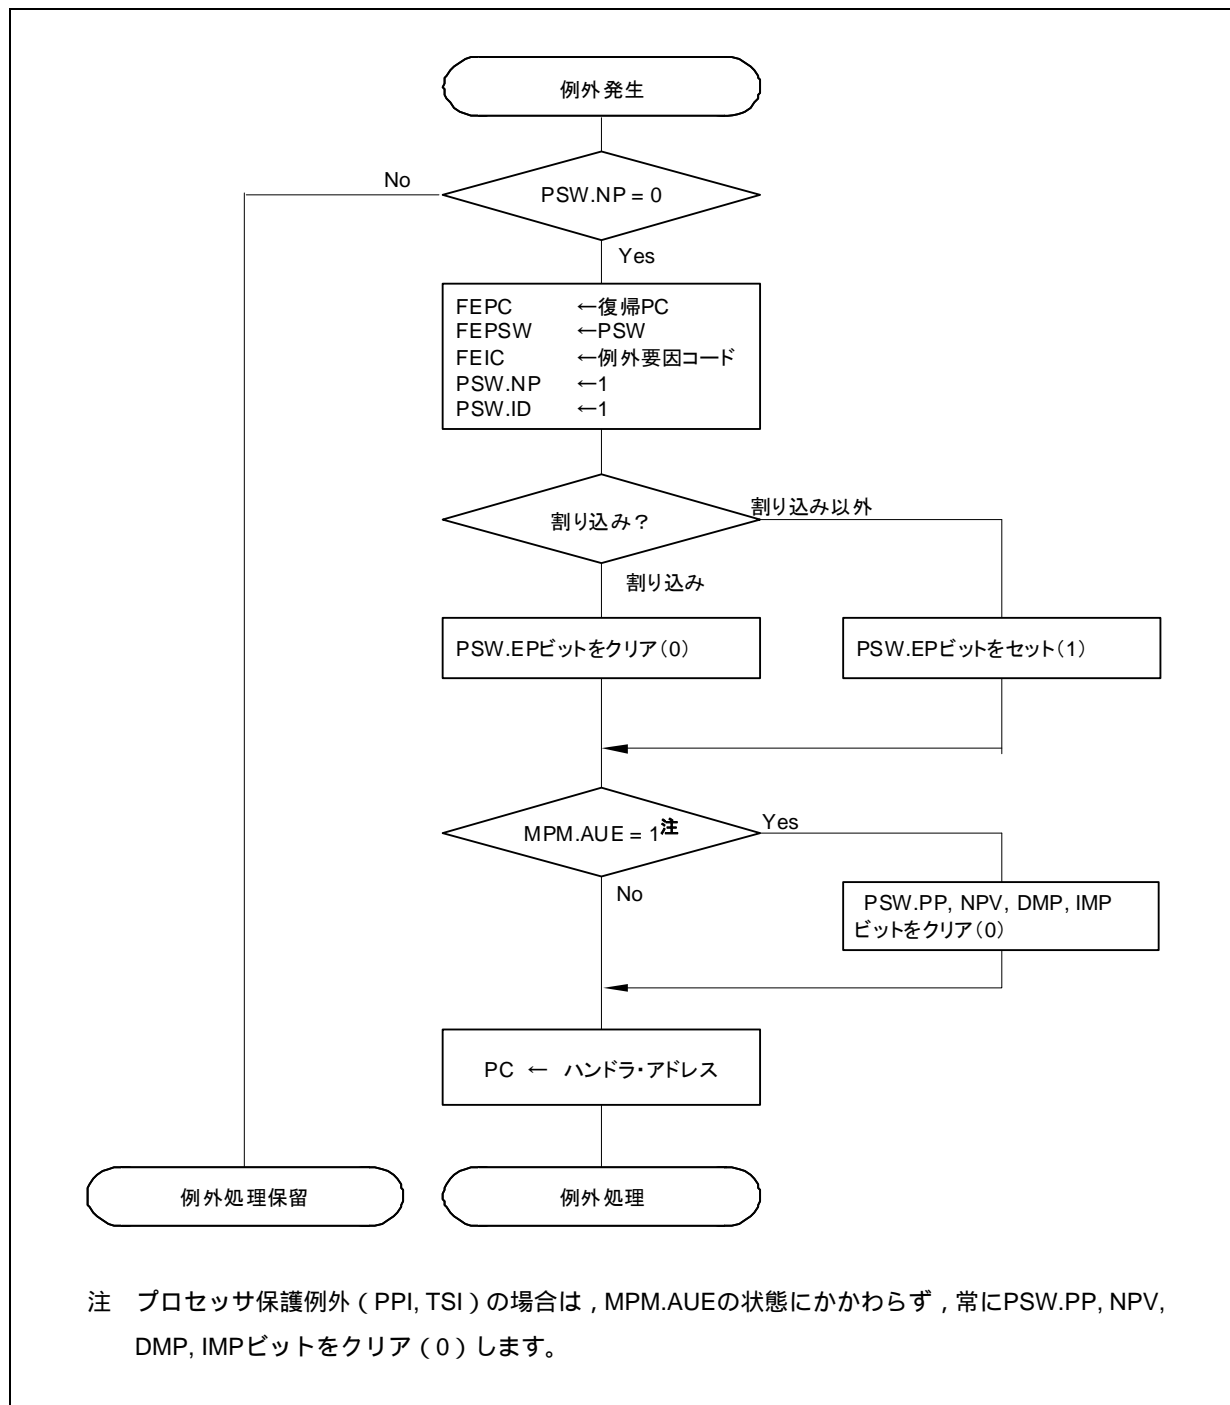 例外発生
No
PSW.NP = 0
Yes
FEPC ←復帰PC
FEPSW ←PSW
FEIC ←例外要因コード
PSW.NP ←1
PSW.ID ←1
割り込み？
割り込み以外
割り込み
PSW.EPビットをクリア（0）
PSW.EPビットをセット（1）
MPM.AUE = 1注
Yes
No
PSW.PP, NPV, DMP, IMP
ビットをクリア（0）
PC ← ハンドラ・アドレス
例外処理保留
例外処理
注 プロセッサ保護例外（PPI, TSI）の場合は，MPM.AUEの状態にかかわらず，常にPSW.PP, NPV,
DMP, IMPビットをクリア（0）します。